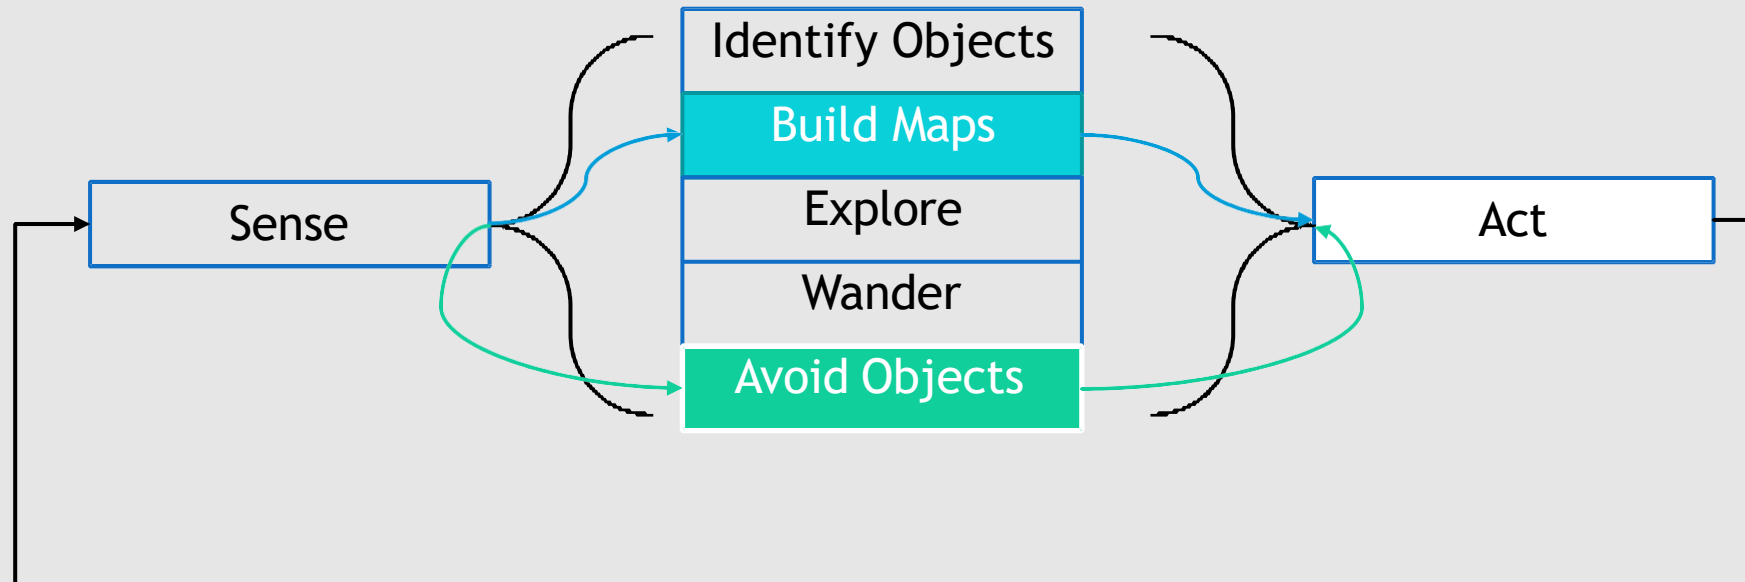 Identify Objects
Build Maps
Sense
Explore
Act
Wander
Avoid Objects